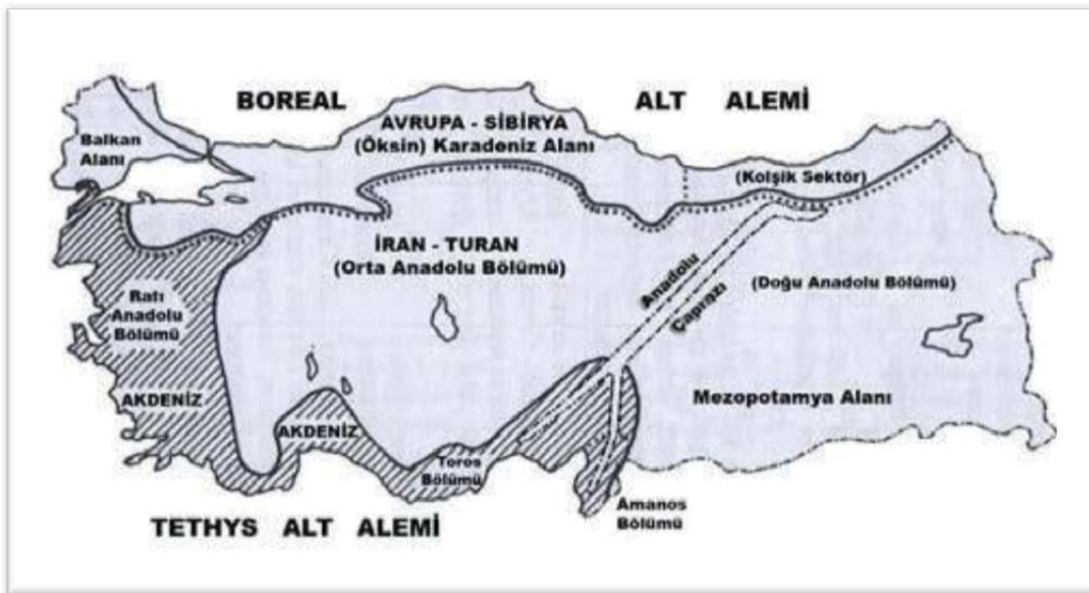 BOREAL ALT ALEMİ
AVRUPA - SİBİRYA
(Öksin) Karadeniz Alanı
Balkan
Alanı
(Kolşik Sektör)
İRAN - TURAN
(Orta Anadolu Bölümü)
Anadolu
Çaprazı
(Doğu Anadolu Bölümü)
Ratı
Anadolu
Bölümü
AKDENİZ
Mezopotamya Alanı
AKDENİZ
Toros
Bölümü
Amanos
Bölümü
TETHYS ALT ALEMİ